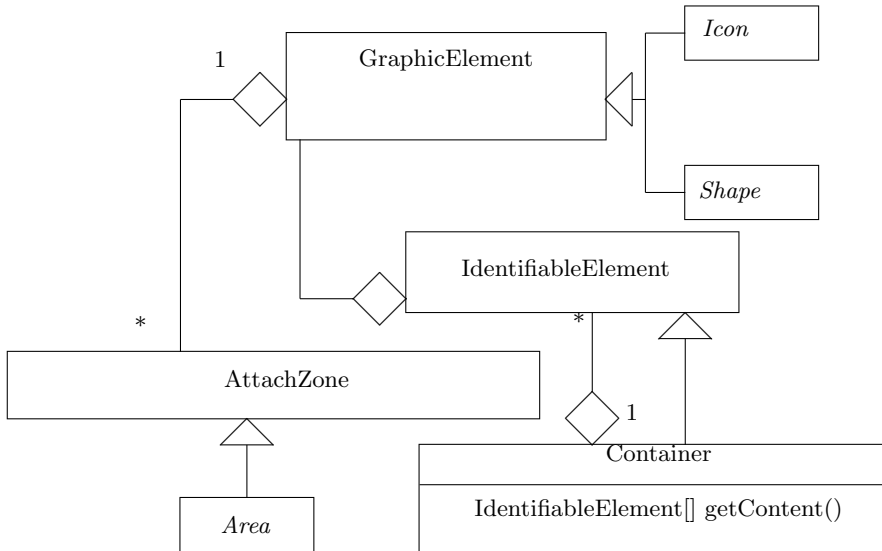 Icon
1
GraphicElement
Shape
IdentifiableElement
*
*
AttachZone
1
Container
IdentifiableElement[] getContent()
Area